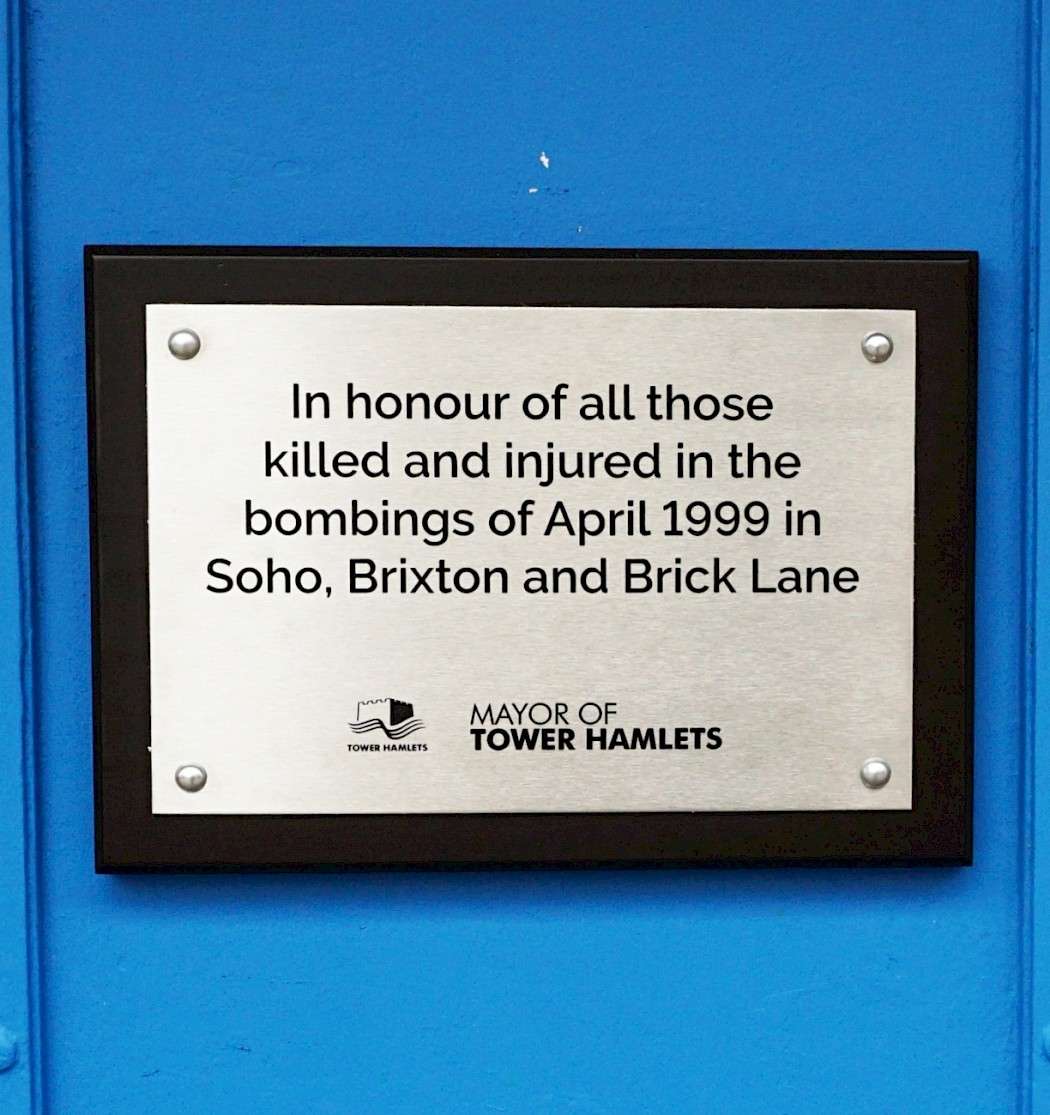 In honour of all those
killed and injured in the
bombings of April 1999 in
Soho, Brixton and Brick Lane
TOWER HAMLETS
MAYOR OF
TOWER HAMLETS